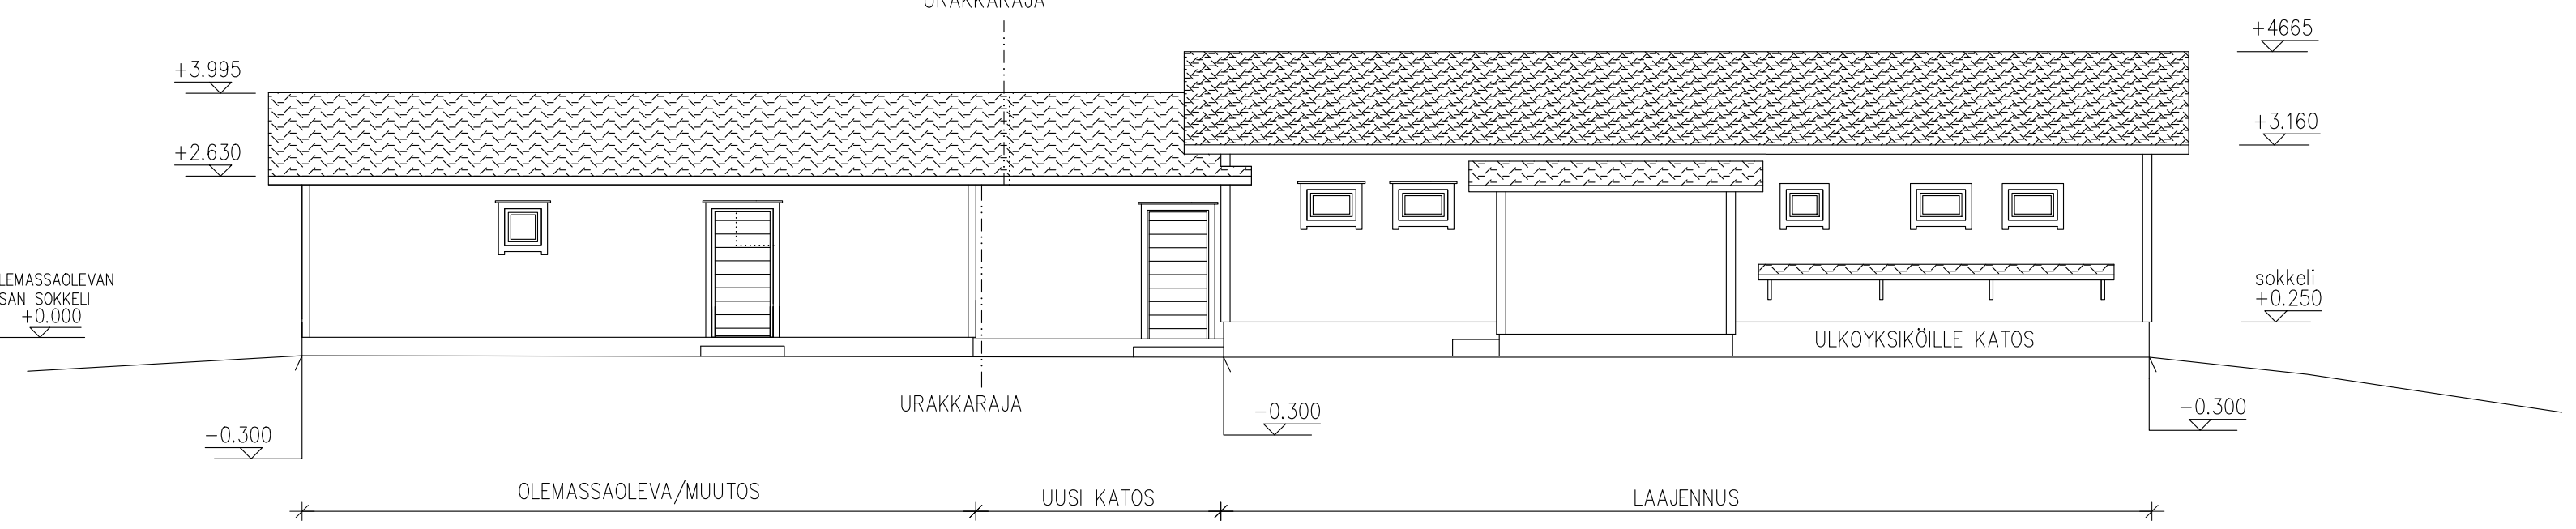 URAKKARAJA
+4665
+3.995
+3.160
+2.630
LEMASSAOLEVAN
SAN SOKKELI
+0.000
sokkeli
+0.250
ULKOYKSIKÖILLE KATOS
URAKKARAJA
-0.300
-0.300
-0.300
OLEMASSAOLEVA/MUUTOS
UUSI KATOS
LAAJENNUS